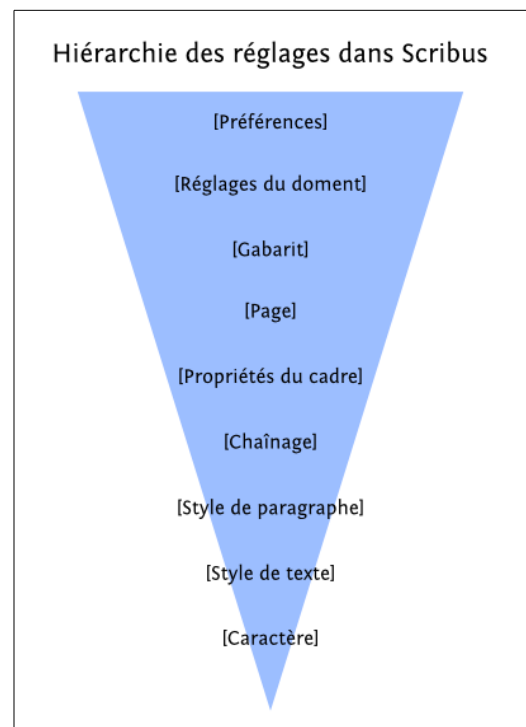 Hiérarchie des réglages dans Scribus
[Préférences]
[Réglages du doment]
[Gabarit]
[Page]
[Propriétés du cadre]
[Chaînage]
[Style de paragraphe]
[Style de texte]
[Caractère]